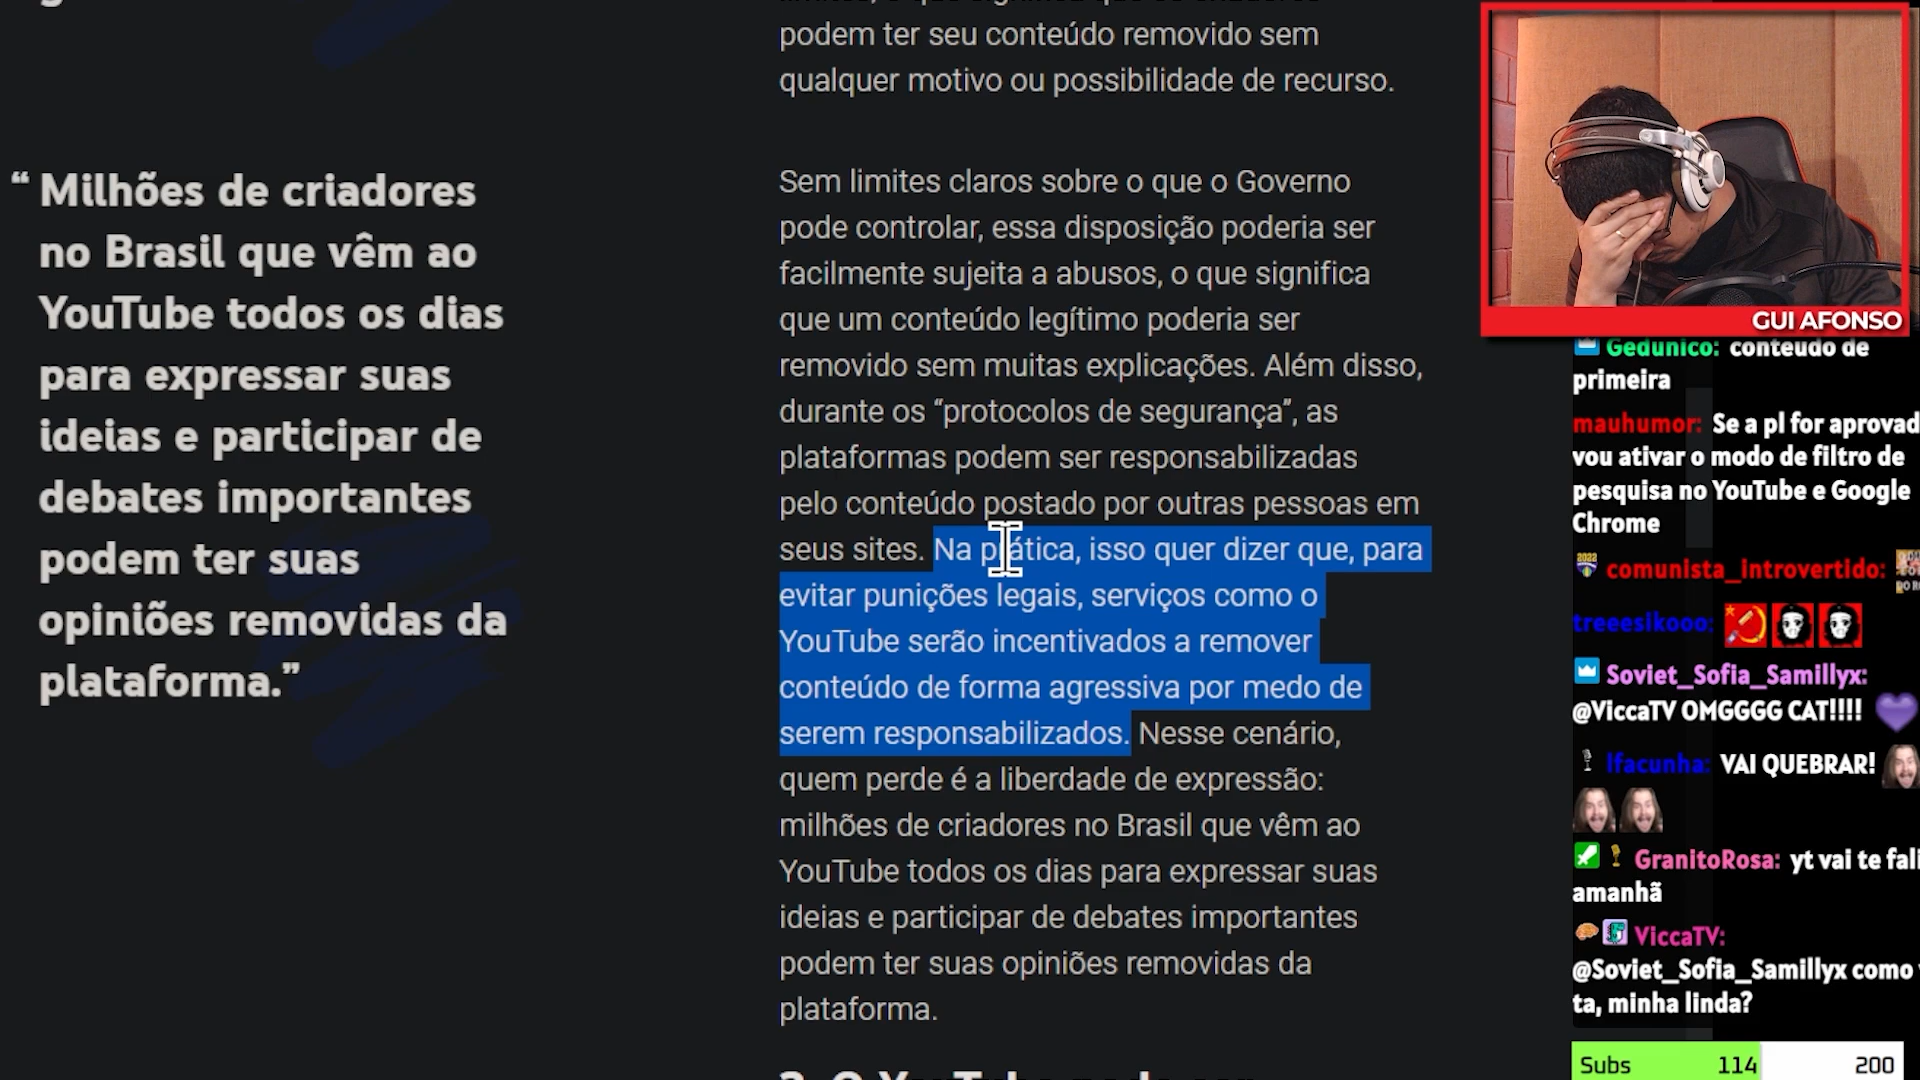 podem ter seu conteúdo removido sem
qualquer motivo ou possibilidade de recurso.
“ Milhões de criadores
no Brasil que vêm ao
YouTube todos os dias
para expressar suas
ideias e participar de
debates importantes
podem ter suas
opiniões removidas da
plataforma.”
Sem limites claros sobre o que o Governo
pode controlar, essa disposição poderia ser
facilmente sujeita a abusos, o que significa
que um conteúdo legítimo poderia ser
removido sem muitas explicações. Além disso,
durante os “protocolos de segurança”, as
plataformas podem ser responsabilizadas
pelo conteúdo postado por outras pessoas em
seus sites. Na prática, isso quer dizer que, para
evitar punições legais, serviços como o
YouTube serão incentivados a remover
conteúdo de forma agressiva por medo de
serem responsabilizados. Nesse cenário,
quem perde é a liberdade de expressão:
milhões de criadores no Brasil que vêm ao
YouTube todos os dias para expressar suas
ideias e participar de debates importantes
podem ter suas opiniões removidas da
plataforma.
GUI AFONSO
Gedunico: conteudo de
primeira
mauhumor: Se a pl for aprovad
vou ativar o modo de filtro de
pesquisa no YouTube e Google
Chrome
comunista_introvertido:
treeesikooo:
Soviet_Sofia_Samillyx:
@ViccaTV OMGGGG CAT!!!!
lfacunha: VAI QUEBRAR!
GranitoRosa: yt vai te fali
amanhã
ViccaTV:
@Soviet_Sofia_Samillyx como
ta, minha linda?
Subs 114 200